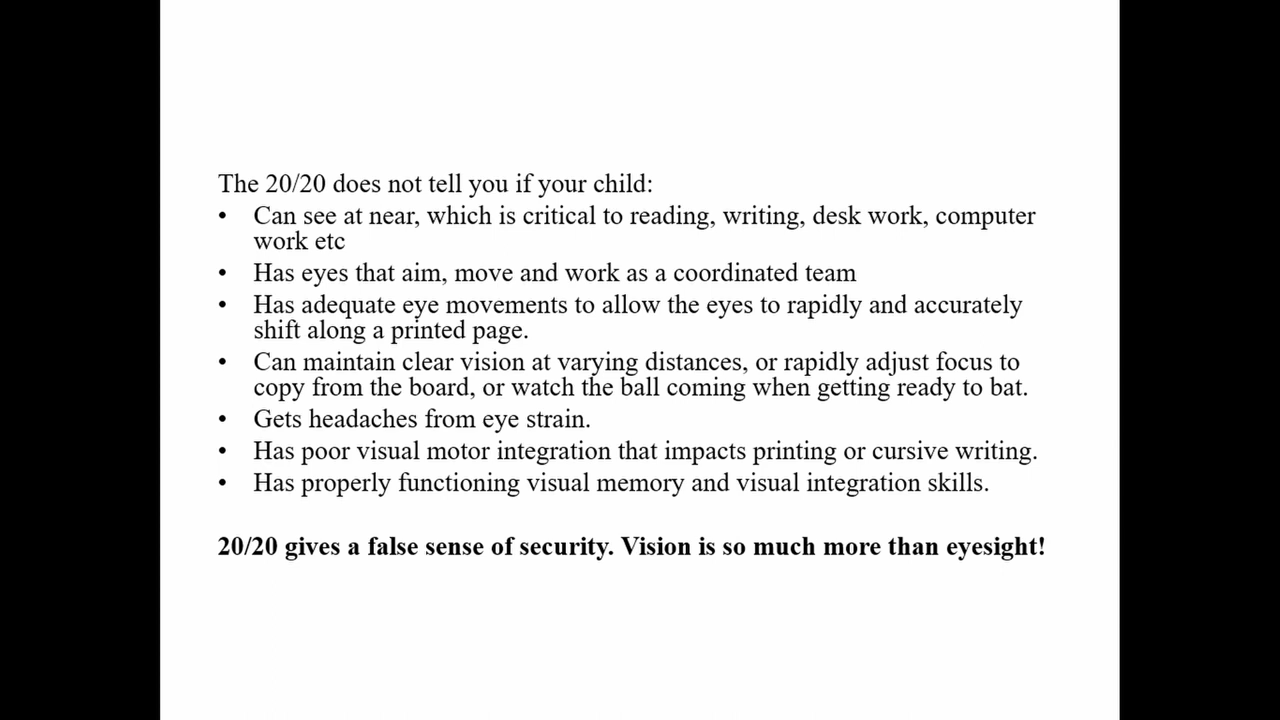 The 20/20 does not tell you if your child:
• Can see at near, which is critical to reading, writing, desk work, computer
work etc
• Has eyes that aim, move and work as a coordinated team
• Has adequate eye movements to allow the eyes to rapidly and accurately
shift along a printed page.
• Can maintain clear vision at varying distances, or rapidly adjust focus to
copy from the board, or watch the ball coming when getting ready to bat.
• Gets headaches from eye strain.
• Has poor visual motor integration that impacts printing or cursive writing.
• Has properly functioning visual memory and visual integration skills.
20/20 gives a false sense of security. Vision is so much more than eyesight!